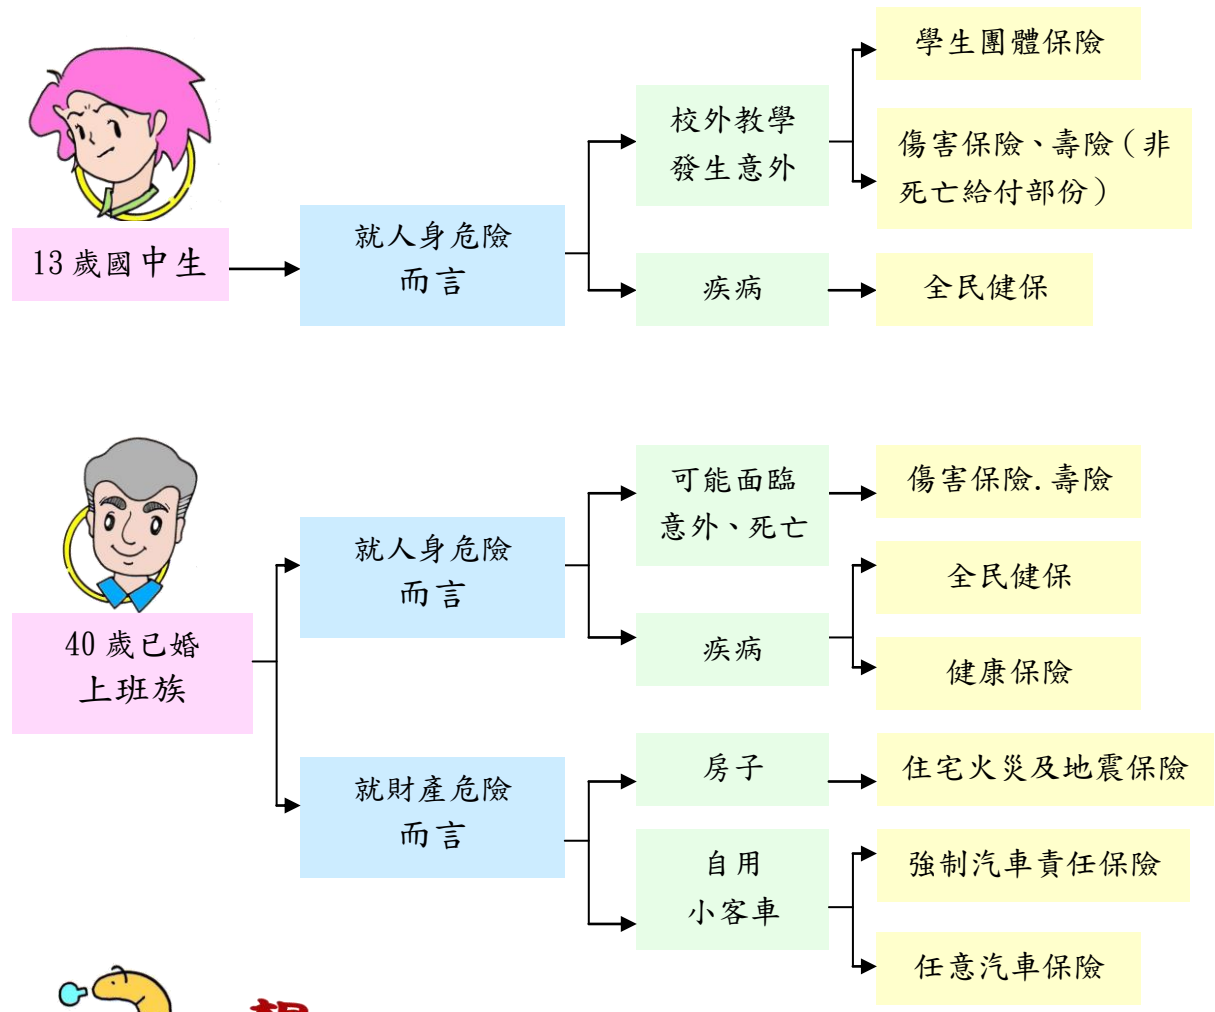 學生團體保險
校外教學
發生意外
傷害保險、壽險（非
死亡給付部份）
13歲國中生
就人身危險
而言
疾病
全民健保
可能面臨
意外、死亡
傷害保險.壽險
就人身危險
而言
全民健保
40歲已婚
上班族
疾病
健康保險
房子
住宅火災及地震保險
就財產危險
而言
自用
小客車
強制汽車責任保險
任意汽車保險